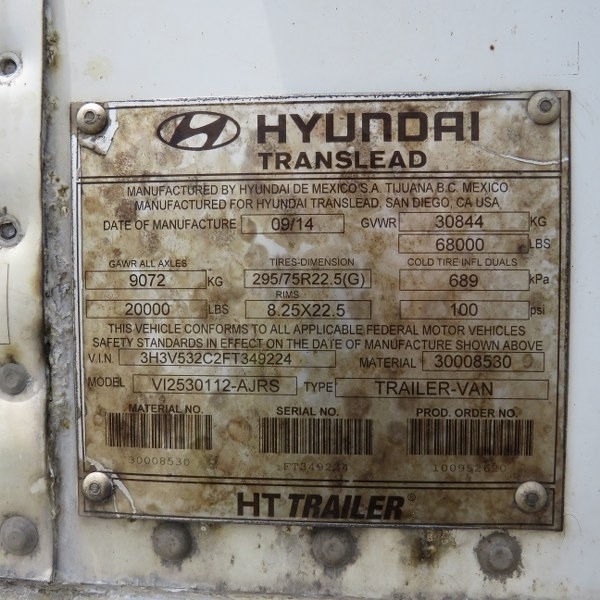 HYUNDAI
TRANSLEAD
MANUFACTURED BY HYUNDAI DE MEXICO S.A. TIJUANA B.C. MEXICO
MANUFACTURED FOR HYUNDAI TRANSLEAD, SAN DIEGO, CA USA
DATE OF MANUFACTURE 09/14 GVWR 30844 KG
68000 LBS
GAWR ALL AXLES TIRES-DIMENSION COLD TIRE INFL DUALS
9072 KG 295/75R22.5(G) 689 kPa
RIMS
20000 LBS 8.25X22.5 100 psi
THIS VEHICLE CONFORMS TO ALL APPLICABLE FEDERAL MOTOR VEHICLES
SAFETY STANDARDS IN EFFECT ON THE DATE OF MANUFACTURE SHOWN ABOVE
V.I.N. 3H3V532C2FT349224 MATERIAL 30008530
MODEL VI2530112-AJRS TYPE TRAILER-VAN
MATERIAL NO. SERIAL NO. PROD. ORDER NO.
30008530 100952620
HT TRAILER®